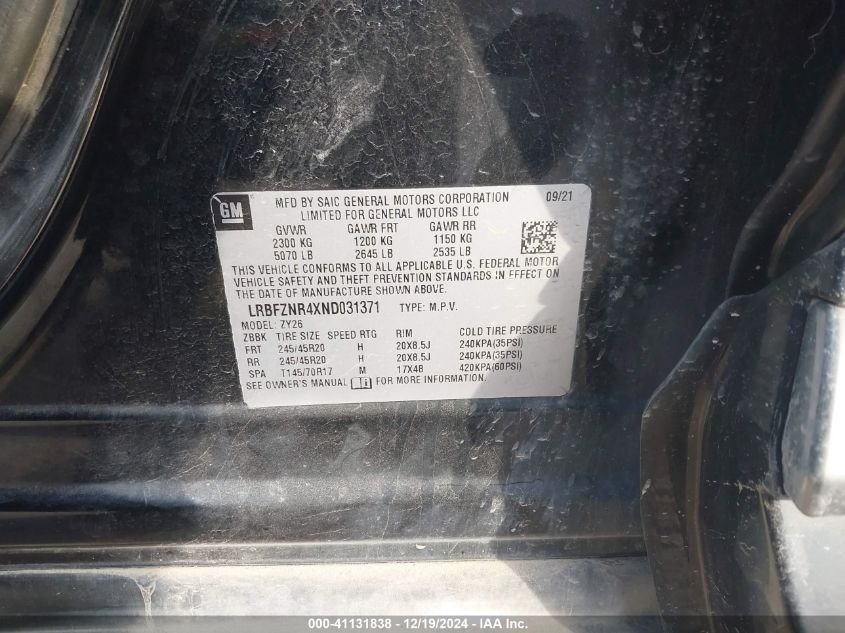 GM
MFD BY SAIC GENERAL MOTORS CORPORATION 09/21
LIMITED FOR GENERAL MOTORS LLC
GVWR GAWR FRT GAWR RR
2300 KG 1200 KG 1150 KG
5070 LB 2645 LB 2535 LB
THIS VEHICLE CONFORMS TO ALL APPLICABLE U.S. FEDERAL MOTOR
VEHICLE SAFETY AND THEFT PREVENTION STANDARDS IN EFFECT ON
THE DATE OF MANUFACTURE SHOWN ABOVE.
LRBFZNR4XND031371 TYPE: M.P.V.
MODEL: ZY26
ZBBK TIRE SIZE SPEED RTG RIM COLD TIRE PRESSURE
FRT 245/45R20 H 20X8.5J 240KPA(35PSI)
RR 245/45R20 H 20X8.5J 240KPA(35PSI)
SPA T145/70R17 M 17X4B 420KPA(60PSI)
SEE OWNER'S MANUAL i FOR MORE INFORMATION.
000-41131838 - 12/19/2024 - IAA Inc.